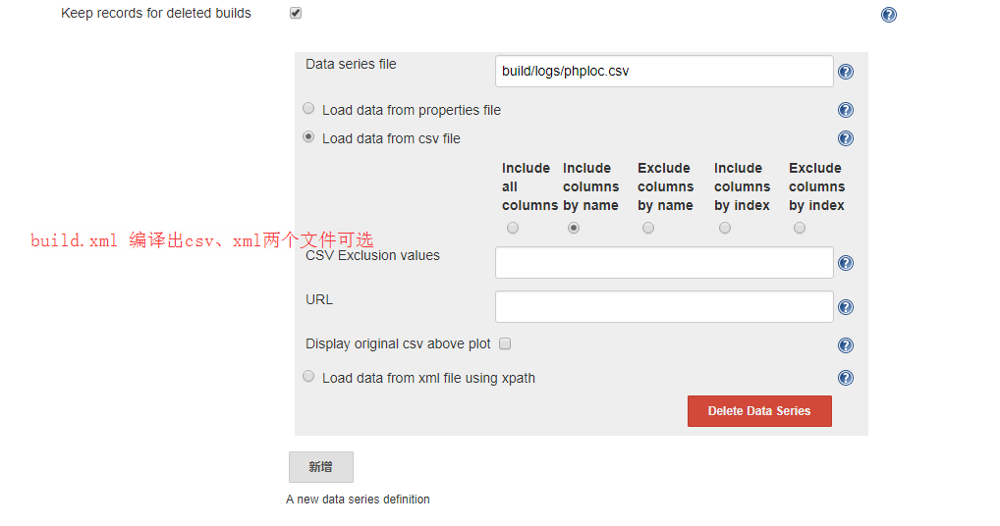 Keep records for deleted builds
Data series file
build/logs/phploc.csv
Load data from properties file
Load data from csv file
Include all columns
Include columns by name
Exclude columns by name
Include columns by index
Exclude columns by index
build.xml 编译出csv、xml两个文件可选
CSV Exclusion values
URL
Display original csv above plot
Load data from xml file using xpath
Delete Data Series
新增
A new data series definition